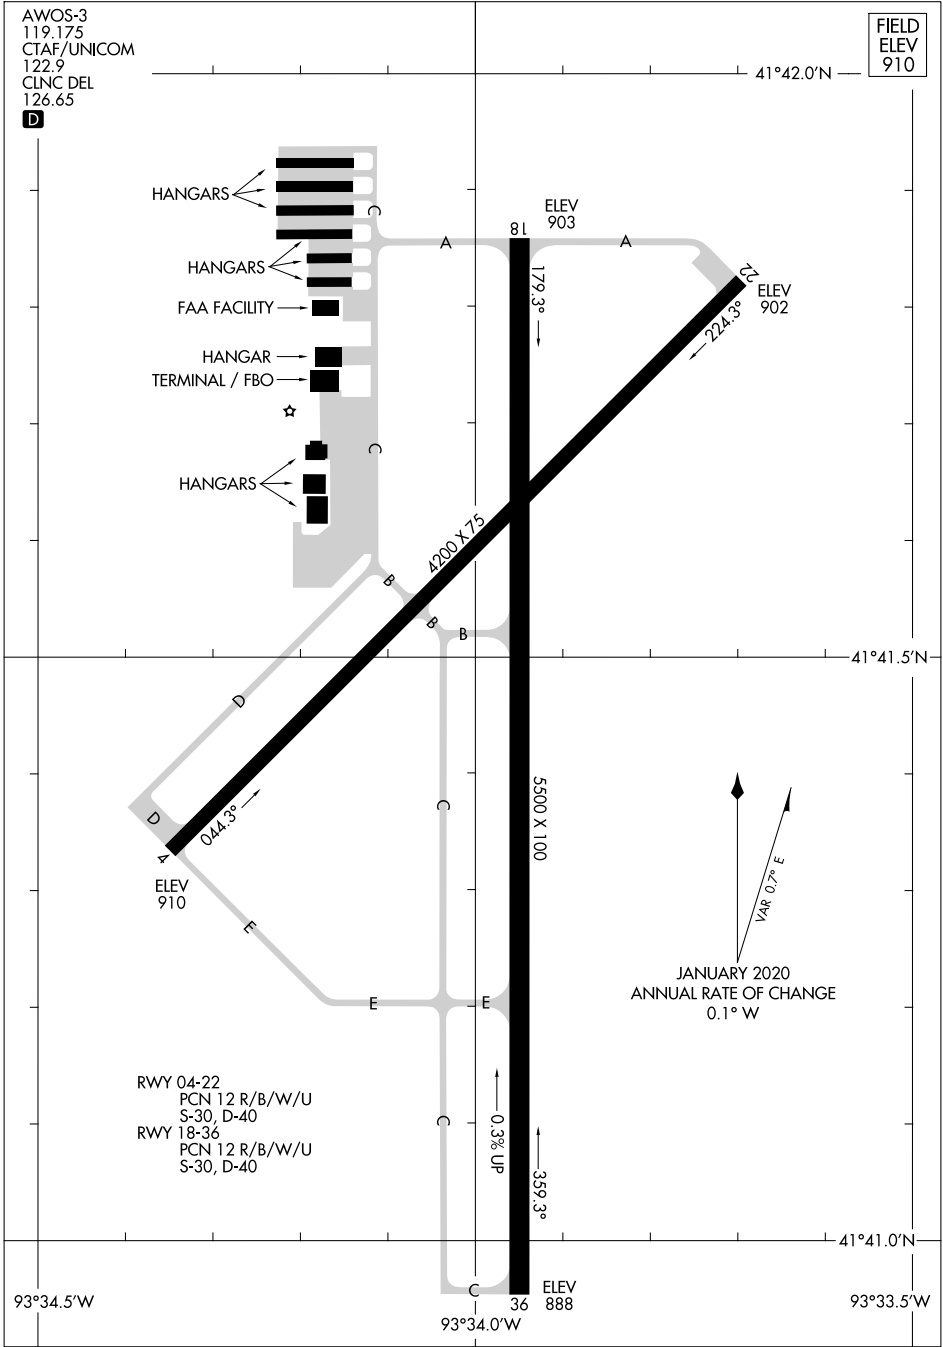 AWOS-3
119.175
CTAF/UNICOM
122.9
CLNC DEL
126.65
D
FIELD
ELEV
910
41°42.0'N
HANGARS
C
18
ELEV
903
A
A
HANGARS
179.3°
22
ELEV
902
FAA FACILITY
224.3°
HANGAR
TERMINAL / FBO
C
HANGARS
4200 X 75
B
B
B
41°41.5'N
D
C
5500 X 100
D
044.3°
4
ELEV
910
VAR 0.7° E
E
JANUARY 2020
ANNUAL RATE OF CHANGE
0.1° W
E
E
RWY 04-22
PCN 12 R/B/W/U
S-30, D-40
RWY 18-36
PCN 12 R/B/W/U
S-30, D-40
C
0.3% UP
359.3°
41°41.0'N
C
36
ELEV
888
93°34.5'W
93°34.0'W
93°33.5'W